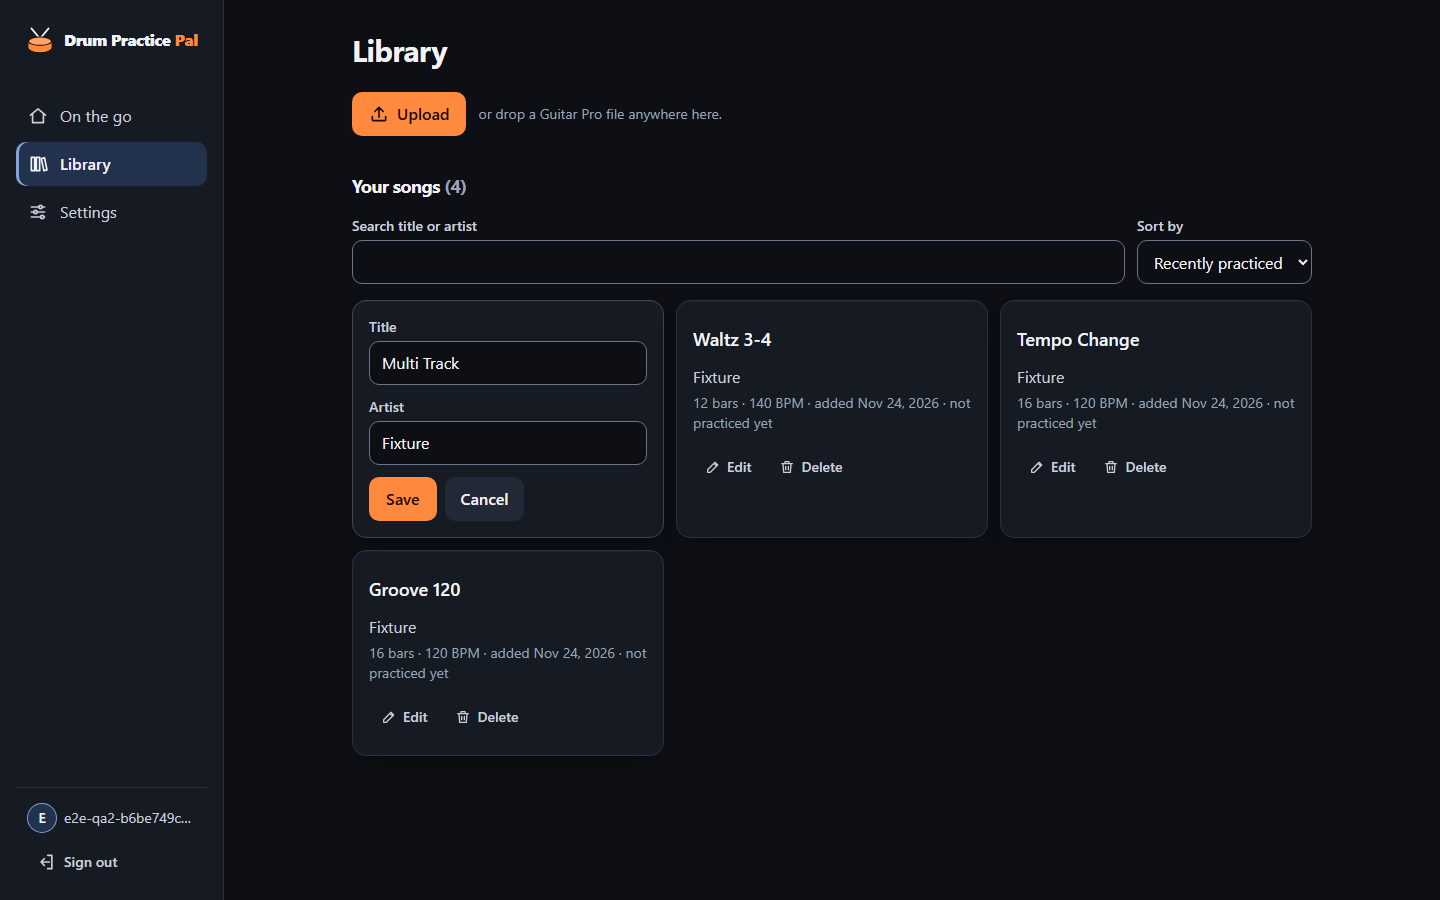 Drum Practice Pal
On the go
Library
Settings
e2e-qa2-b6be749c...
Sign out
Library
Upload
or drop a Guitar Pro file anywhere here.
Your songs (4)
Search title or artist
Sort by
Recently practiced
Title
Multi Track
Artist
Fixture
Save
Cancel
Waltz 3-4
Fixture
12 bars · 140 BPM · added Nov 24, 2026 · not
practiced yet
Edit
Delete
Tempo Change
Fixture
16 bars · 120 BPM · added Nov 24, 2026 · not
practiced yet
Edit
Delete
Groove 120
Fixture
16 bars · 120 BPM · added Nov 24, 2026 · not
practiced yet
Edit
Delete
E